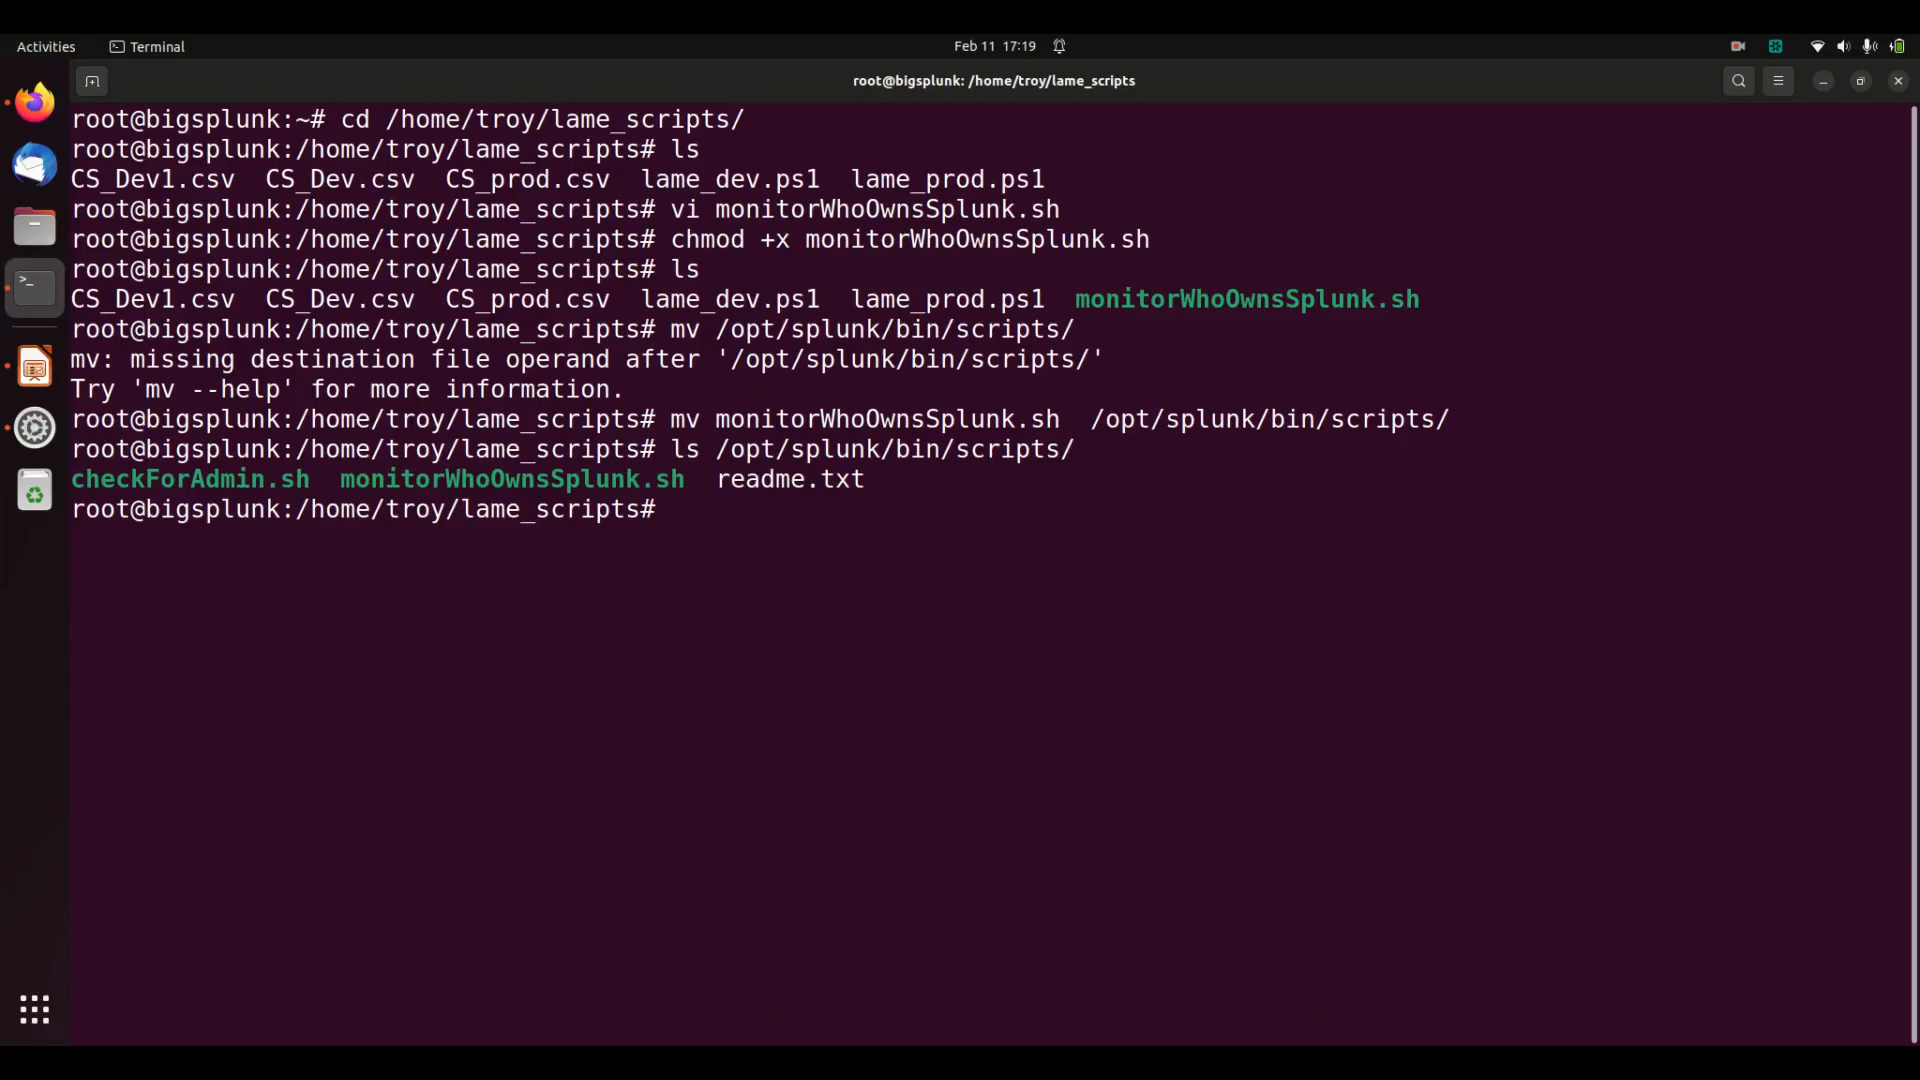 Activities Terminal Feb 11 17:19
root@bigsplunk: /home/troy/lame_scripts
root@bigsplunk:~# cd /home/troy/lame_scripts/
root@bigsplunk:/home/troy/lame_scripts# ls
CS_Dev1.csv  CS_Dev.csv  CS_prod.csv  lame_dev.ps1  lame_prod.ps1
root@bigsplunk:/home/troy/lame_scripts# vi monitorWhoOwnsSplunk.sh
root@bigsplunk:/home/troy/lame_scripts# chmod +x monitorWhoOwnsSplunk.sh
root@bigsplunk:/home/troy/lame_scripts# ls
CS_Dev1.csv  CS_Dev.csv  CS_prod.csv  lame_dev.ps1  lame_prod.ps1  monitorWhoOwnsSplunk.sh
root@bigsplunk:/home/troy/lame_scripts# mv /opt/splunk/bin/scripts/
mv: missing destination file operand after '/opt/splunk/bin/scripts/'
Try 'mv --help' for more information.
root@bigsplunk:/home/troy/lame_scripts# mv monitorWhoOwnsSplunk.sh  /opt/splunk/bin/scripts/
root@bigsplunk:/home/troy/lame_scripts# ls /opt/splunk/bin/scripts/
checkForAdmin.sh  monitorWhoOwnsSplunk.sh  readme.txt
root@bigsplunk:/home/troy/lame_scripts#